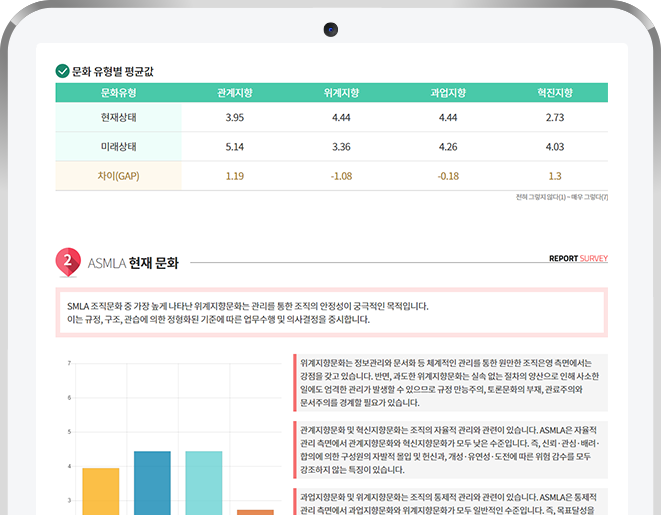 문화 유형별 평균값
문화유형 관계지향 위계지향 과업지향 혁진지향
현재상태 3.95 4.44 4.44 2.73
미래상태 5.14 3.36 4.26 4.03
차이(GAP) 1.19 -1.08 -0.18 1.3
전혀 그렇지 않다(1) ~ 매우 그렇다(7)
2 ASMLA 현재 문화 REPORT SURVEY
SMLA 조직문화 중 가장 높게 나타난 위계지향문화는 관리를 통한 조직의 안정성이 궁극적인 목적입니다.
이는 규정, 구조, 관습에 의한 정형화된 기준에 따른 업무수행 및 의사결정을 중시합니다.
7
6
5
4
3
위계지향문화는 정보관리와 문서화 등 체계적인 관리를 통한 원만한 조직은영 측면에서는
강점을 갖고 있습니다. 반면, 과도한 위계지향문화는 실속 없는 절차의 양산으로 인해 사소한
일에도 엄격한 관리가 발생할 수 있으므로 규정 만능주의, 토론문화의 부재, 관료주의와
문서주의를 경계할 필요가 있습니다.
관계지향문화 및 혁신지향문화는 조직의 자율적 관리와 관련이 있습니다. ASMLA은 자율적
관리 측면에서 관계지향문화와 혁신지향문화가 모두 낮은 수준입니다. 즉, 신뢰·관심·배려·
합의에 의한 구성원의 자발적 몰입 및 헌신과, 개성·유연성·도전에 따른 위험 감수를 모두
강조하지 않는 특징이 있습니다.
과업지향문화 및 위계지향문화는 조직의 통제적 관리와 관련이 있습니다. ASMLA은 통제적
관리 측면에서 과업지향문화와 위계지향문화가 모두 일반적인 수준입니다. 즉, 목표달성을